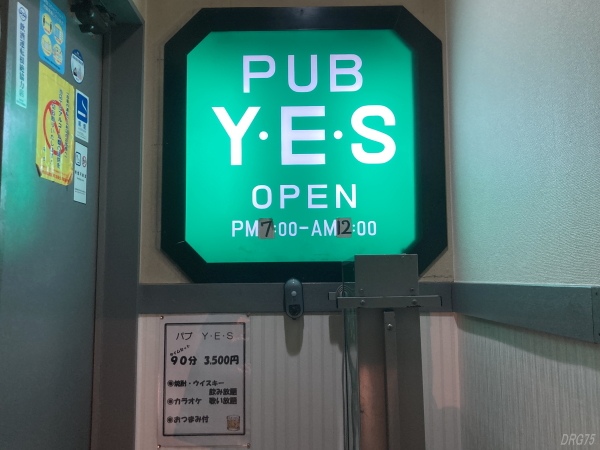 PUB
Y·E·S
OPEN
PM7:00-AM12:00
パブ Y·E·S
90分 3,500円
◉焼酎・ウイスキー
飲み放題
◉カラオケ 歌い放題
◉おつまみ付
DRG75